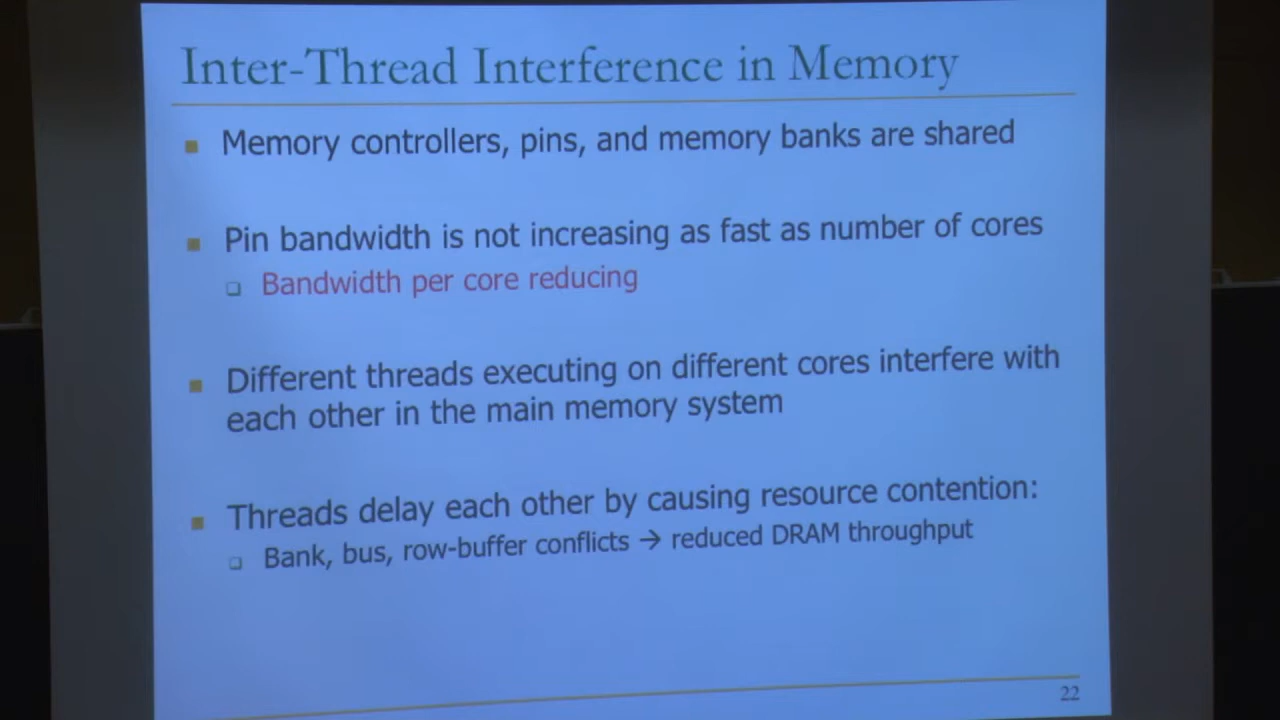 Inter-Thread Interference in Memory
Memory controllers, pins, and memory banks are shared
Pin bandwidth is not increasing as fast as number of cores
Bandwidth per core reducing
Different threads executing on different cores interfere with
each other in the main memory system
Threads delay each other by causing resource contention:
Bank, bus, row-buffer conflicts → reduced DRAM throughput
22